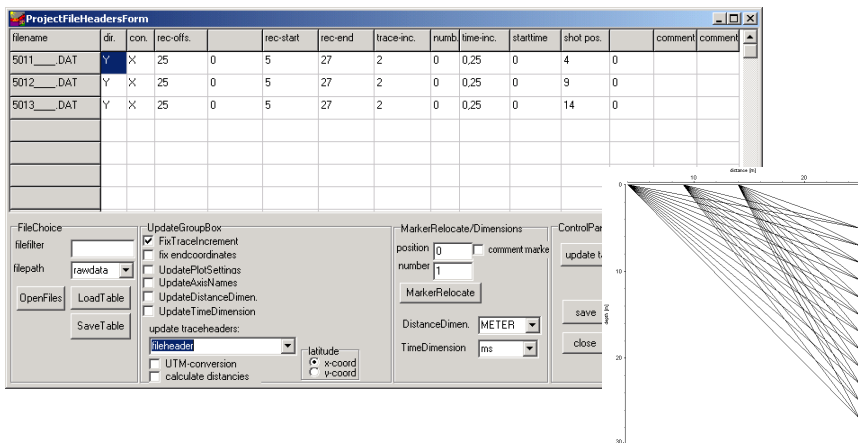 ProjectFileHeadersForm
filename dir. con. rec-offs. rec-start rec-end trace-inc. numb. time-inc. starttime shot pos. comment comment
5011____.DAT Y X 25 0 5 27 2 0 0,25 0 4 0
5012____.DAT Y X 25 0 5 27 2 0 0,25 0 9 0
5013____.DAT Y X 25 0 5 27 2 0 0,25 0 14 0
FileChoice
filefilter
filepath rawdata
OpenFiles LoadTable
SaveTable
UpdateGroupBox
FixTraceIncrement
fix endcoordinates
UpdatePlotSettings
UpdateAxisNames
UpdateDistanceDimen.
UpdateTimeDimension
update traceheaders:
fileheader
UTM-conversion
calculate distancies
latitude
x-coord
y-coord
MarkerRelocate/Dimensions
position 0 comment marke
number 1
MarkerRelocate
DistanceDimen. METER
TimeDimension ms
ControlPa
update ta
save
close
distance [m]
10 20
0
10
20
30
depth [m]